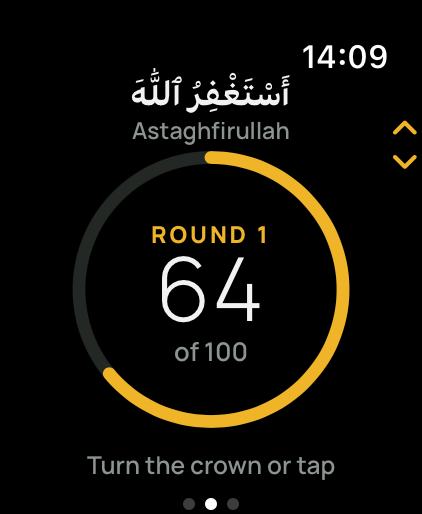 14:09
أَسْتَغْفِرُ ٱللَّهَ
Astaghfirullah
ROUND 1
64
of 100
Turn the crown or tap